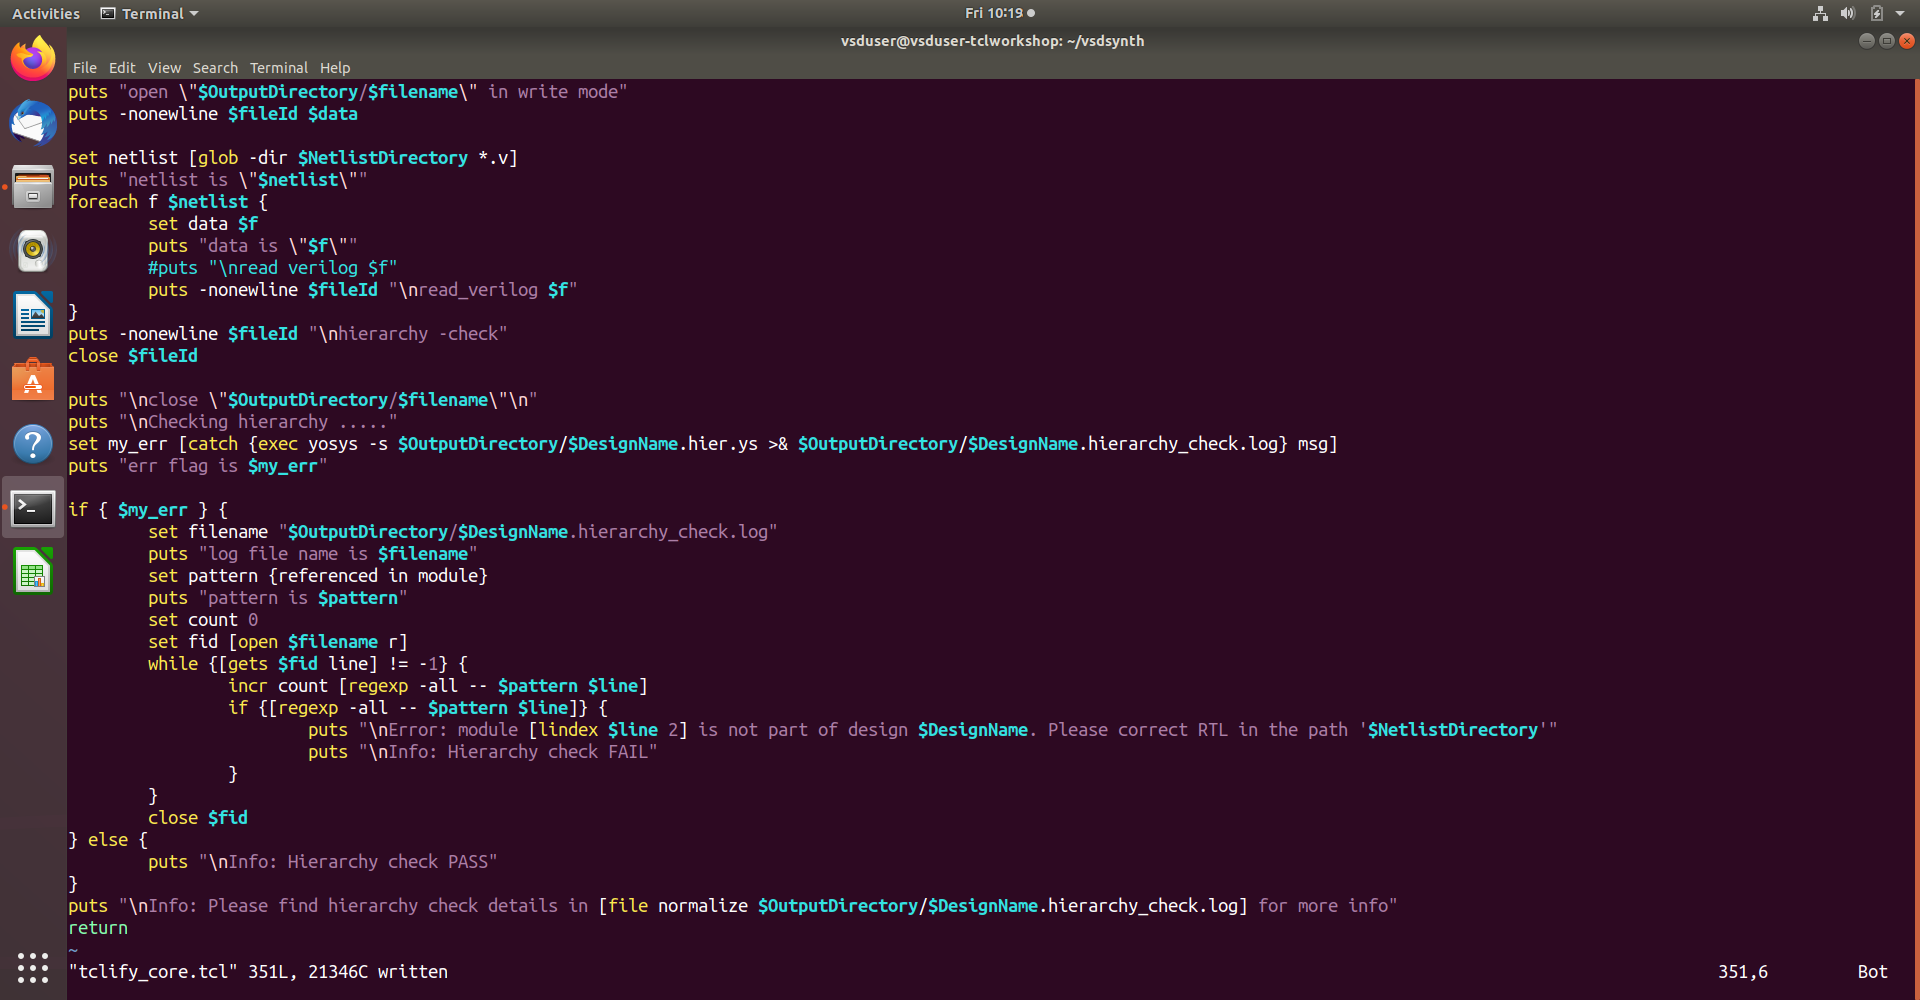 Activities Terminal Fri 10:19
vsduser@vsduser-tclworkshop: ~/vsdsynth
File Edit View Search Terminal Help
puts "open \"$OutputDirectory/$filename\" in write mode"
puts -nonewline $fileId $data

set netlist [glob -dir $NetlistDirectory *.v]
puts "netlist is \"$netlist\""
foreach f $netlist {
        set data $f
        puts "data is \"$f\""
        #puts "\nread verilog $f"
        puts -nonewline $fileId "\nread_verilog $f"
}
puts -nonewline $fileId "\nhierarchy -check"
close $fileId

puts "\nclose \"$OutputDirectory/$filename\"\n"
puts "\nChecking hierarchy ....."
set my_err [catch {exec yosys -s $OutputDirectory/$DesignName.hier.ys >& $OutputDirectory/$DesignName.hierarchy_check.log} msg]
puts "err flag is $my_err"

if { $my_err } {
        set filename "$OutputDirectory/$DesignName.hierarchy_check.log"
        puts "log file name is $filename"
        set pattern {referenced in module}
        puts "pattern is $pattern"
        set count 0
        set fid [open $filename r]
        while {[gets $fid line] != -1} {
                incr count [regexp -all -- $pattern $line]
                if {[regexp -all -- $pattern $line]} {
                        puts "\nError: module [lindex $line 2] is not part of design $DesignName. Please correct RTL in the path '$NetlistDirectory'"
                        puts "\nInfo: Hierarchy check FAIL"
                }
        }
        close $fid
} else {
        puts "\nInfo: Hierarchy check PASS"
}
puts "\nInfo: Please find hierarchy check details in [file normalize $OutputDirectory/$DesignName.hierarchy_check.log] for more info"
return
~
"tclify_core.tcl" 351L, 21346C written 351,6 Bot